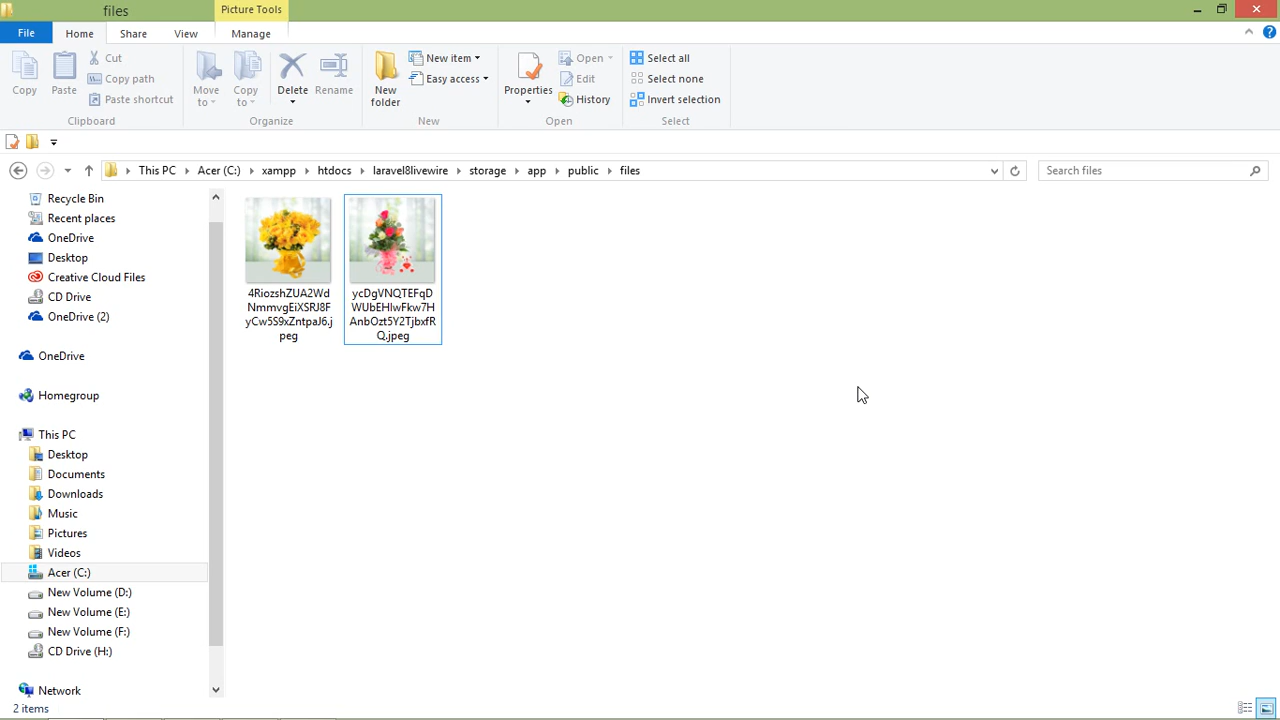 files
Picture Tools
File
Home
Share
View
Manage
Copy
Paste
Cut
Copy path
Paste shortcut
Clipboard
Move to
Copy to
Delete
Rename
Organize
New folder
New item
Easy access
New
Properties
Open
Edit
History
Open
Select all
Select none
Invert selection
Select
This PC
Acer (C:)
xampp
htdocs
laravel8livewire
storage
app
public
files
Search files
Recycle Bin
Recent places
OneDrive
Desktop
Creative Cloud Files
CD Drive
OneDrive (2)
OneDrive
Homegroup
This PC
Desktop
Documents
Downloads
Music
Pictures
Videos
Acer (C:)
New Volume (D:)
New Volume (E:)
New Volume (F:)
CD Drive (H:)
Network
4RiozshZUA2Wd
NmmvgEiXSRJ8F
yCw5S9xZntpaJ6.j
peg
ycDgVNQTEFqD
WUbEHlwFkw7H
AnbOzt5Y2TjbxfR
Q.jpeg
2 items